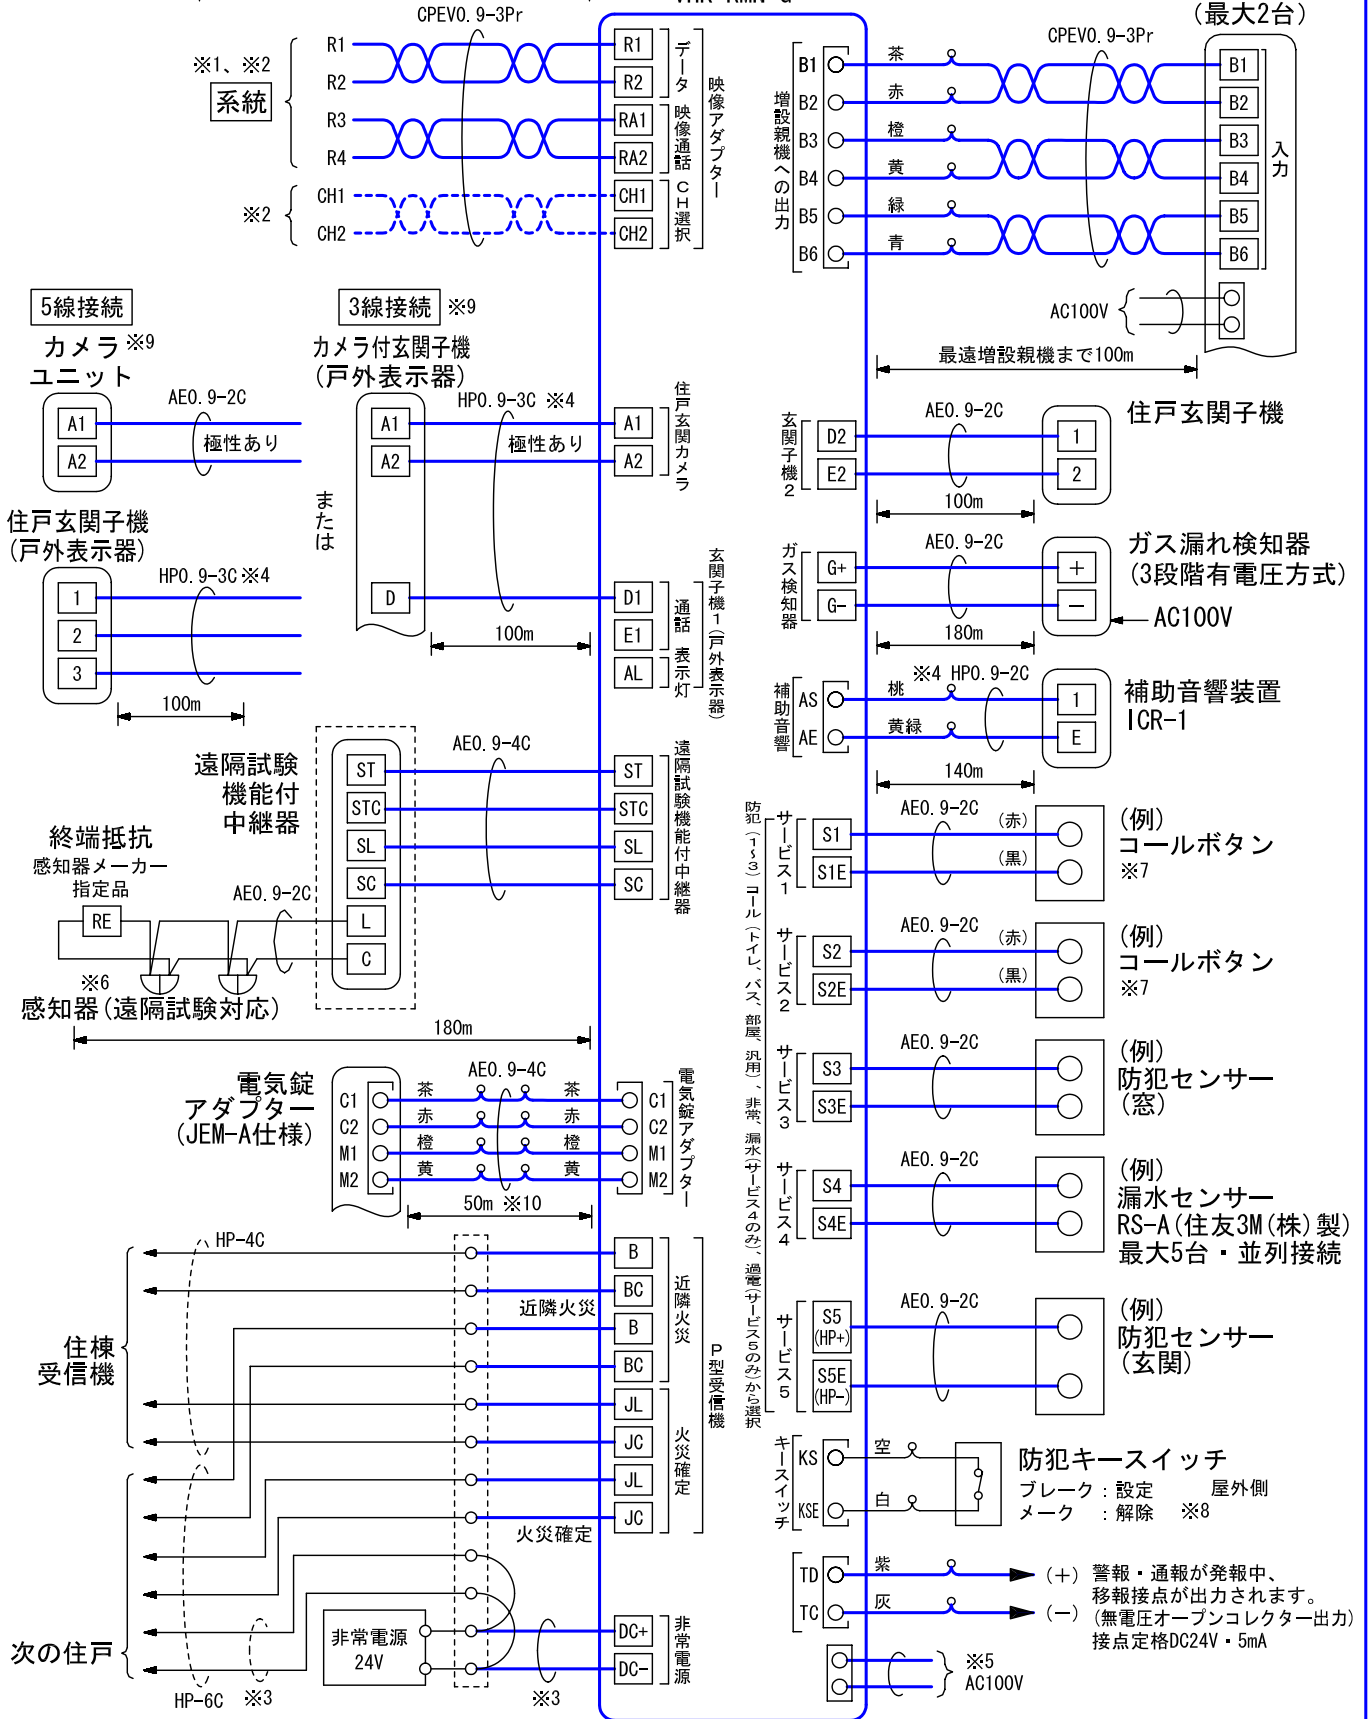 CPEV0.9-3Pr
(最大2台)
※1、※2
系統
R1
R2
R3
R4
※2
CH1
CH2
R1
R2
RA1
RA2
CH1
CH2
データ
映像通話
CH選択
映像アダプター
増設親機への出力
B1
B2
B3
B4
B5
B6
茶
赤
橙
黄
緑
青
CPEV0.9-3Pr
B1
B2
B3
B4
B5
B6
入力
AC100V
最遠増設親機まで100m
5線接続
カメラ ※9
ユニット
A1
A2
AE0.9-2C
極性あり
住戸玄関子機
(戸外表示器)
1
2
3
HP0.9-3C ※4
100m
または
3線接続 ※9
カメラ付玄関子機
(戸外表示器)
A1
A2
D
HP0.9-3C ※4
極性あり
100m
A1
A2
住戸玄関カメラ
D1
E1
AL
通話
表示灯
玄関子機1(戸外表示器)
玄関子機2
D2
E2
AE0.9-2C
100m
1
2
住戸玄関子機
ガス検知器
G+
G-
AE0.9-2C
180m
+
−
ガス漏れ検知器
(3段階有電圧方式)
AC100V
補助音響
AS
AE
桃
黄緑
※4 HP0.9-2C
140m
1
E
補助音響装置
ICR-1
遠隔試験
機能付
中継器
ST
STC
SL
SC
L
C
AE0.9-4C
ST
STC
SL
SC
遠隔試験機能付中継器
終端抵抗
感知器メーカー
指定品
RE
AE0.9-2C
※6
感知器(遠隔試験対応)
180m
防犯(1〜3)コール(トイレ、バス、部屋、汎用)、非常、漏水(サービス4のみ)、過電(サービス5のみ)から選択
サービス1
S1
S1E
AE0.9-2C
(赤)
(黒)
(例)
コールボタン
※7
サービス2
S2
S2E
AE0.9-2C
(赤)
(黒)
(例)
コールボタン
※7
サービス3
S3
S3E
AE0.9-2C
(例)
防犯センサー
(窓)
サービス4
S4
S4E
AE0.9-2C
(例)
漏水センサー
RS-A(住友3M(株)製)
最大5台・並列接続
サービス5
S5
(HP+)
S5E
(HP-)
AE0.9-2C
(例)
防犯センサー
(玄関)
電気錠
アダプター
(JEM-A仕様)
C1
C2
M1
M2
茶
赤
橙
黄
AE0.9-4C
茶
赤
橙
黄
50m ※10
C1
C2
M1
M2
電気錠アダプター
住棟
受信機
HP-4C
近隣火災
火災確定
B
BC
B
BC
JL
JC
JL
JC
近隣火災
火災確定
P型受信機
次の住戸
HP-6C
※3
非常電源
24V
※3
DC+
DC-
非常電源
キースイッチ
KS
KSE
空
白
防犯キースイッチ
ブレーク:設定 屋外側
メーク :解除 ※8
TD
TC
紫
灰
(+)
(−)
警報・通報が発報中、
移報接点が出力されます。
(無電圧オープンコレクター出力)
接点定格DC24V・5mA
※5
AC100V